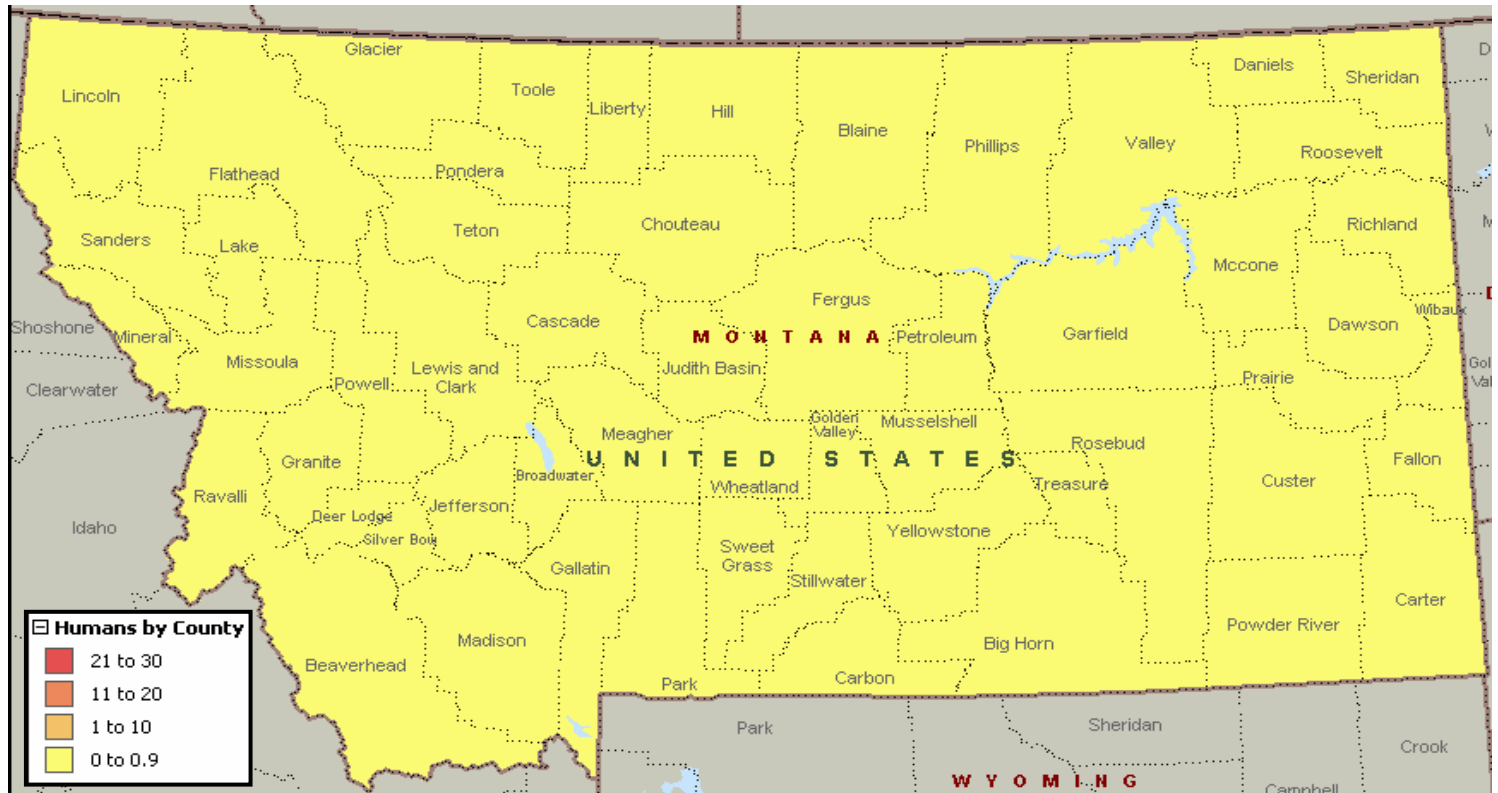 Glacier
Daniels
Sheridan
Lincoln
Toole
Liberty
Hill
Blaine
Phillips
Valley
Roosevelt
Flathead
Pondera
Sanders
Lake
Teton
Chouteau
Richland
Mccone
Shoshone
Mineral
Cascade
Fergus
MONTANA
Petroleum
Garfield
Dawson
Wibaux
Missoula
Powell
Lewis and
Clark
Judith Basin
Prairie
Clearwater
Meagher
Golden
Valley
Musselshell
Rosebud
UNITED STATES
Granite
Broadwater
Wheatland
Treasure
Custer
Fallon
Ravalli
Deer Lodge
Jefferson
Silver Bow
Yellowstone
Idaho
Gallatin
Sweet
Grass
Stillwater
Carter
Powder River
Madison
Big Horn
Beaverhead
Park
Carbon
Humans by County
21 to 30
11 to 20
1 to 10
0 to 0.9
Park
Sheridan
Crook
WYOMING
Campbell